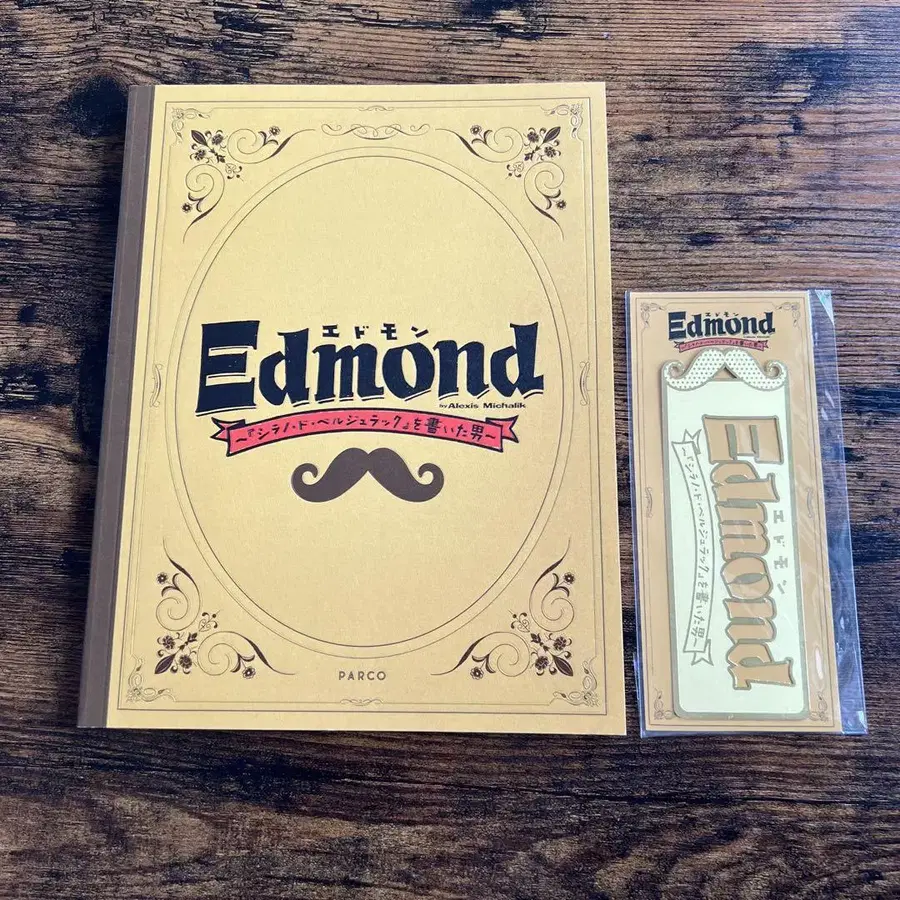 エドモン
Edmond
by Alexis Michalik
～『シラノ・ド・ベルジュラック』を書いた男～
PARCO
エドモン
Edmond
エドモン
Edmond
～『シラノ・ド・ベルジュラック』を書いた男～